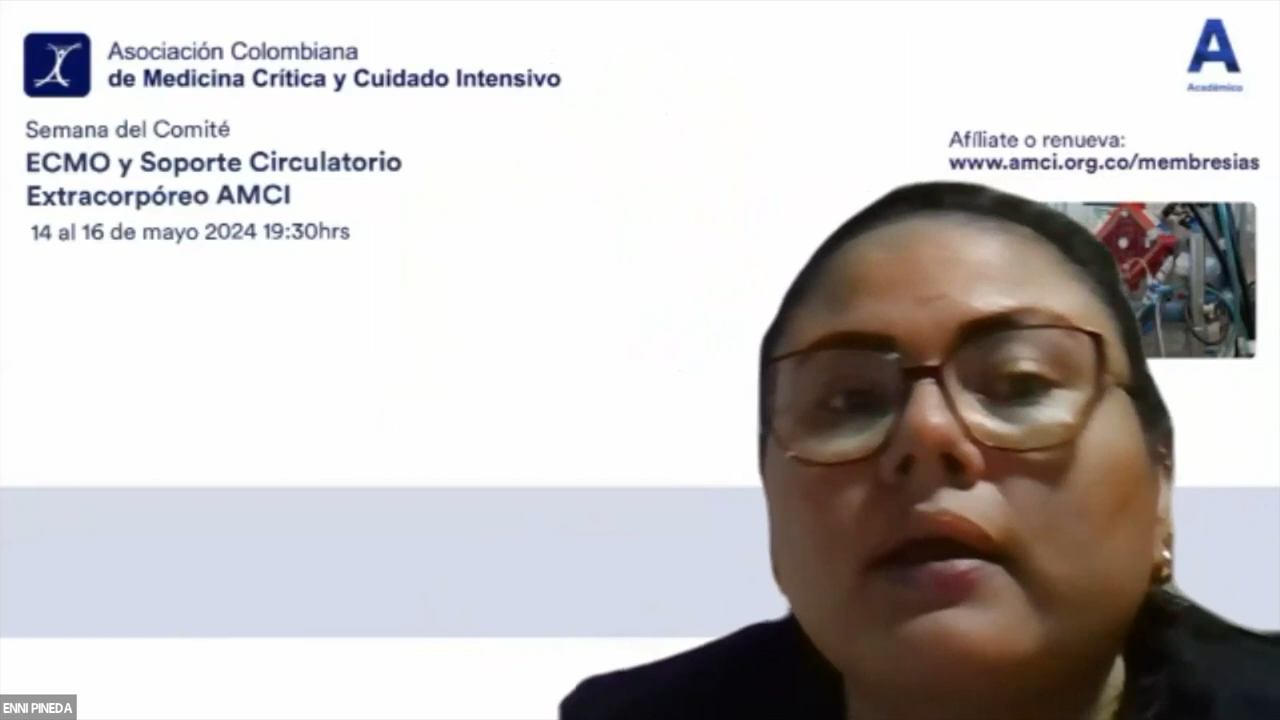 Asociación Colombiana
de Medicina Crítica y Cuidado Intensivo
Semana del Comité
ECMO y Soporte Circulatorio
Extracorpóreo AMCI
14 al 16 de mayo 2024 19:30hrs
A
Académico
Afíliate o renueva:
www.amci.org.co/membresias
ENNI PINEDA